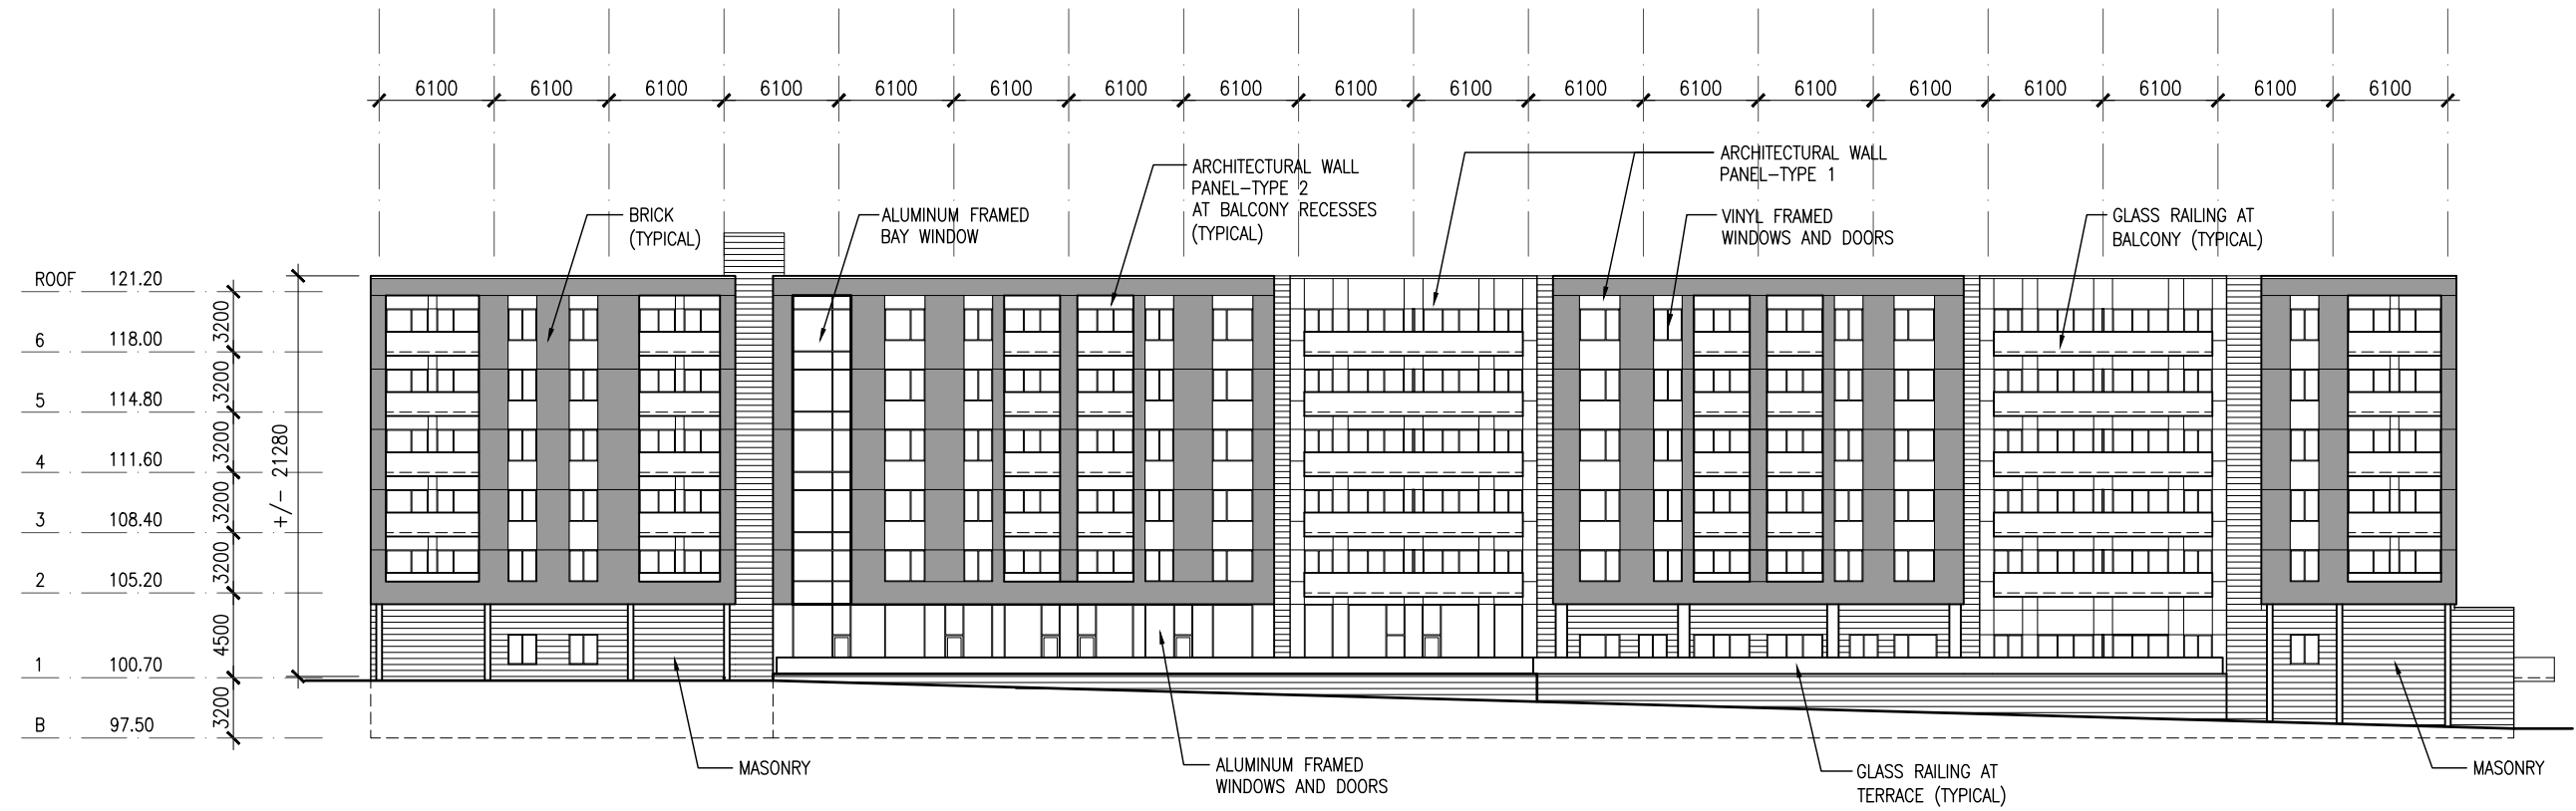 6100 6100 6100 6100 6100 6100 6100 6100 6100 6100 6100 6100 6100 6100 6100 6100 6100 6100
BRICK
(TYPICAL)
ALUMINUM FRAMED
BAY WINDOW
ARCHITECTURAL WALL
PANEL-TYPE 2
AT BALCONY RECESSES
(TYPICAL)
ARCHITECTURAL WALL
PANEL-TYPE 1
VINYL FRAMED
WINDOWS AND DOORS
GLASS RAILING AT
BALCONY (TYPICAL)
ROOF 121.20
3200
6 118.00
3200
5 114.80
3200
4 111.60
3200
3 108.40
3200
2 105.20
4500
1 100.70
3200
B 97.50
+/- 21280
MASONRY
ALUMINUM FRAMED
WINDOWS AND DOORS
GLASS RAILING AT
TERRACE (TYPICAL)
MASONRY